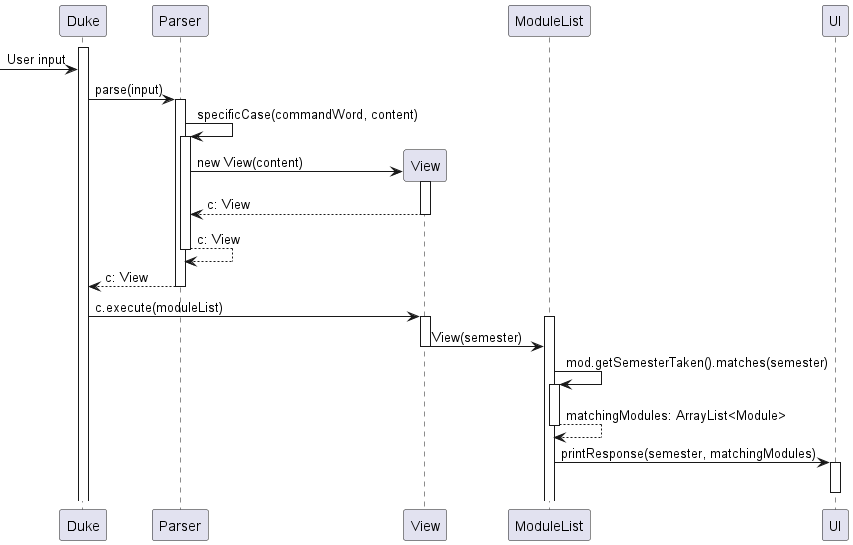 Duke
Parser
ModuleList
UI
User input
parse(input)
specificCase(commandWord, content)
new View(content)
View
c: View
c: View
c: View
c.execute(moduleList)
View(semester)
mod.getSemesterTaken().matches(semester)
matchingModules: ArrayList<Module>
printResponse(semester, matchingModules)
Duke
Parser
View
ModuleList
UI